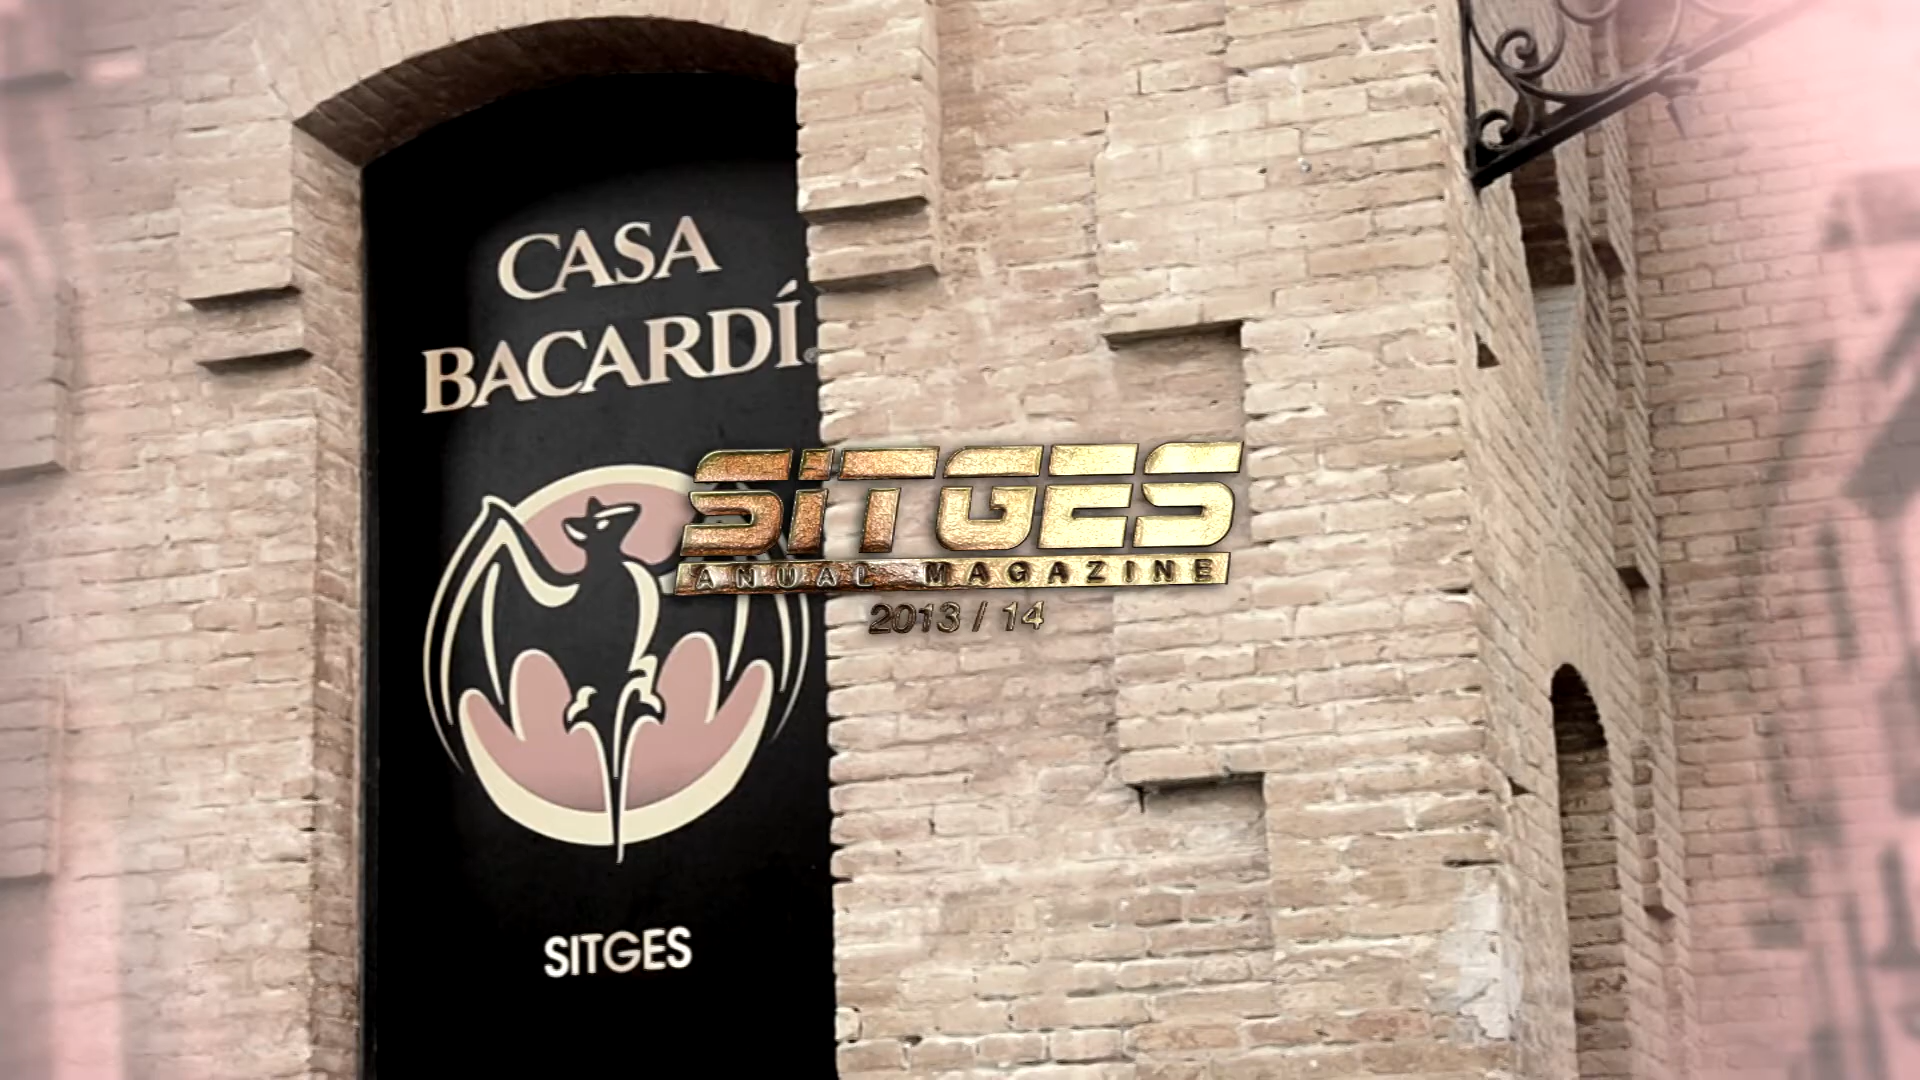 CASA
BACARDÍ
SiTGES
ANUAL MAGAZINE
2013 / 14
SITGES